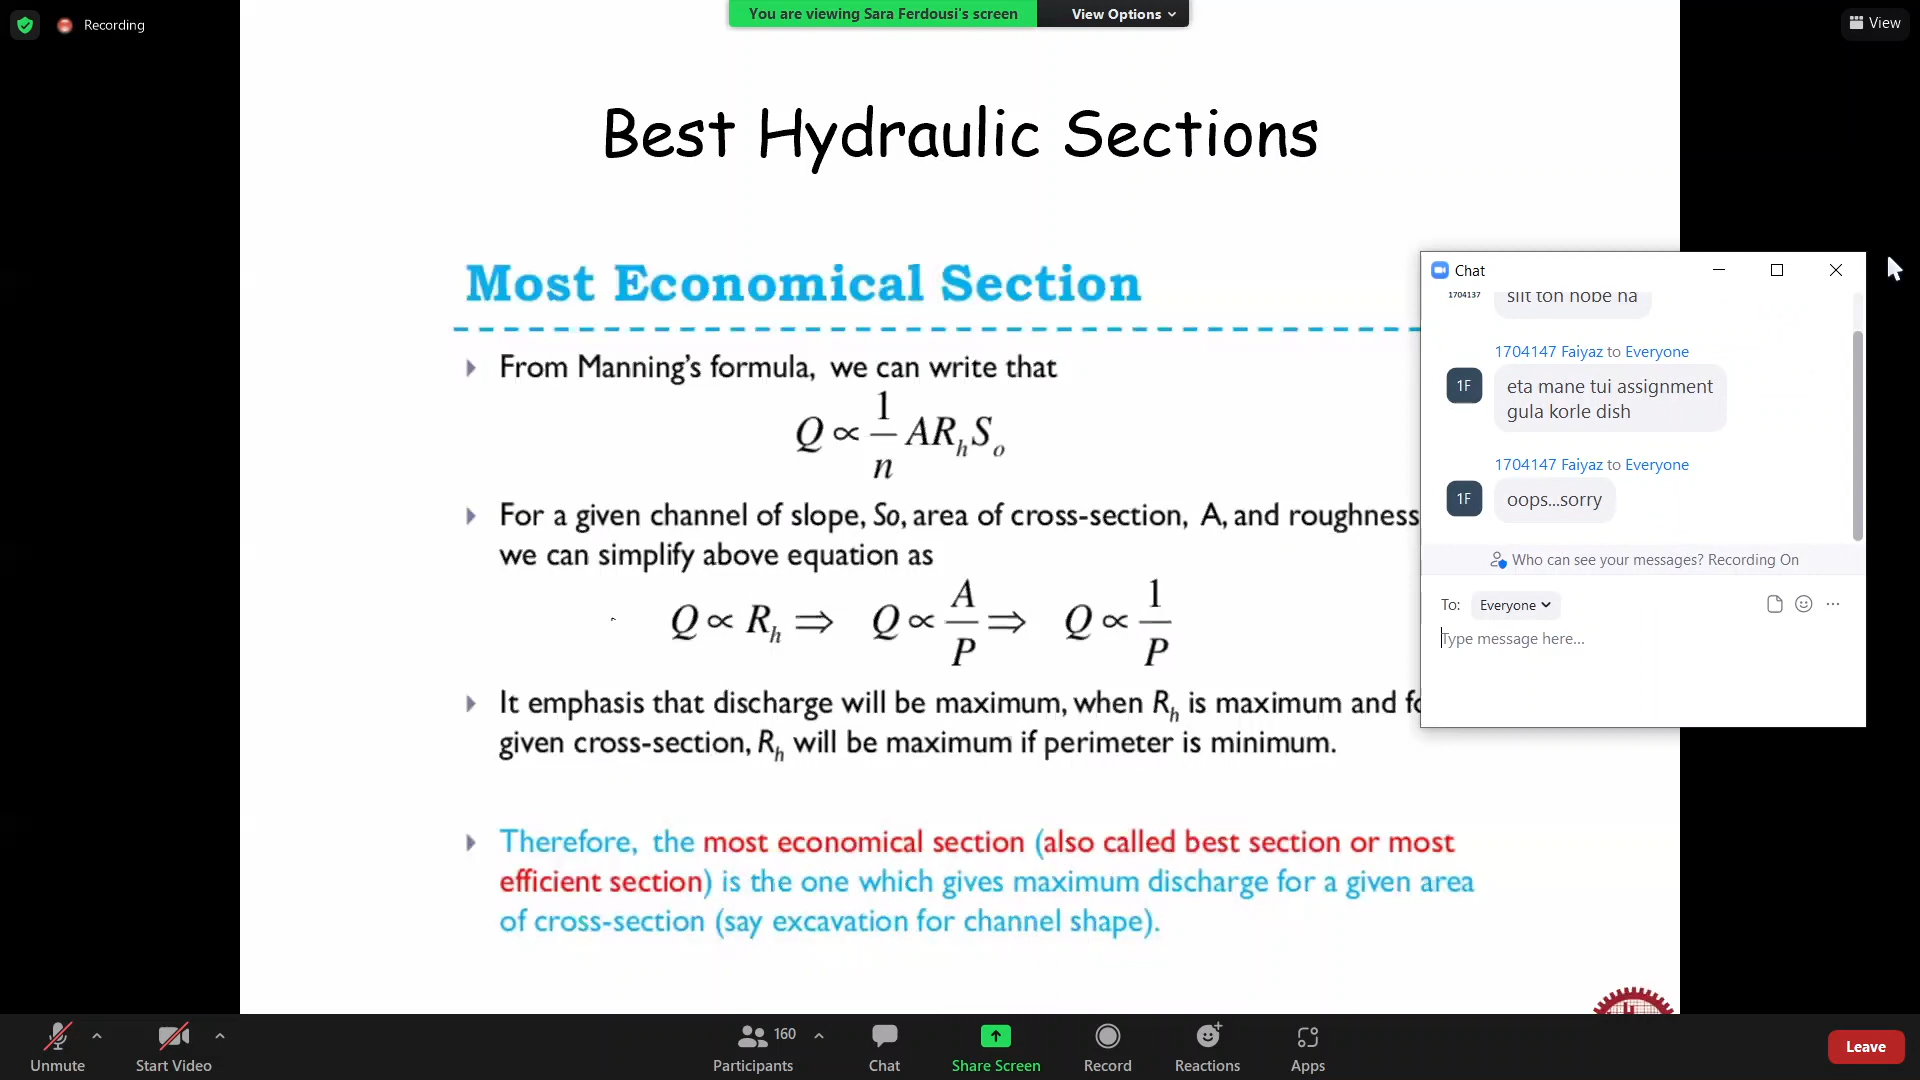 Recording
You are viewing Sara Ferdousi's screen
View Options
View
Best Hydraulic Sections
Most Economical Section
From Manning's formula, we can write that
Q ∝ 1/n AR_h S_o
For a given channel of slope, So, area of cross-section, A, and roughness
we can simplify above equation as
Q ∝ R_h ⇒ Q ∝ A/P ⇒ Q ∝ 1/P
It emphasis that discharge will be maximum, when R_h is maximum and
given cross-section, R_h will be maximum if perimeter is minimum.
Therefore, the most economical section (also called best section or most
efficient section) is the one which gives maximum discharge for a given area
of cross-section (say excavation for channel shape).
Chat
1704137
slit ton hobe na
1704147 Faiyaz to Everyone
1F
eta mane tui assignment
gula korle dish
1704147 Faiyaz to Everyone
1F
oops...sorry
Who can see your messages? Recording On
To: Everyone
Type message here...
Unmute
Start Video
160
Participants
Chat
Share Screen
Record
Reactions
Apps
Leave